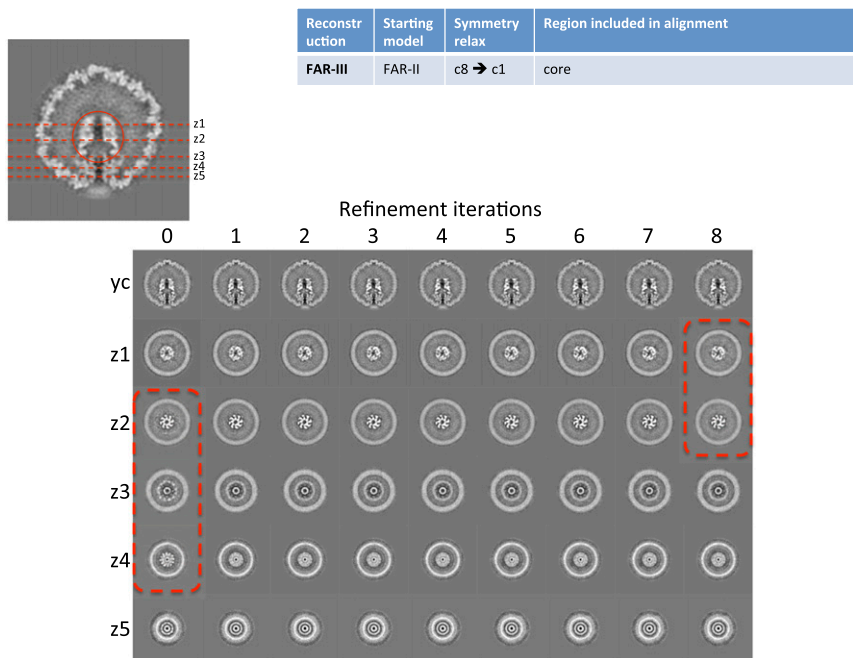 Reconstr
uction
Starting
model
Symmetry
relax
Region included in alignment
FAR-III
FAR-II
c8 ➔ c1
core
z1
z2
z3
z4
z5
Refinement iterations
0 1 2 3 4 5 6 7 8
yc
z1
z2
z3
z4
z5